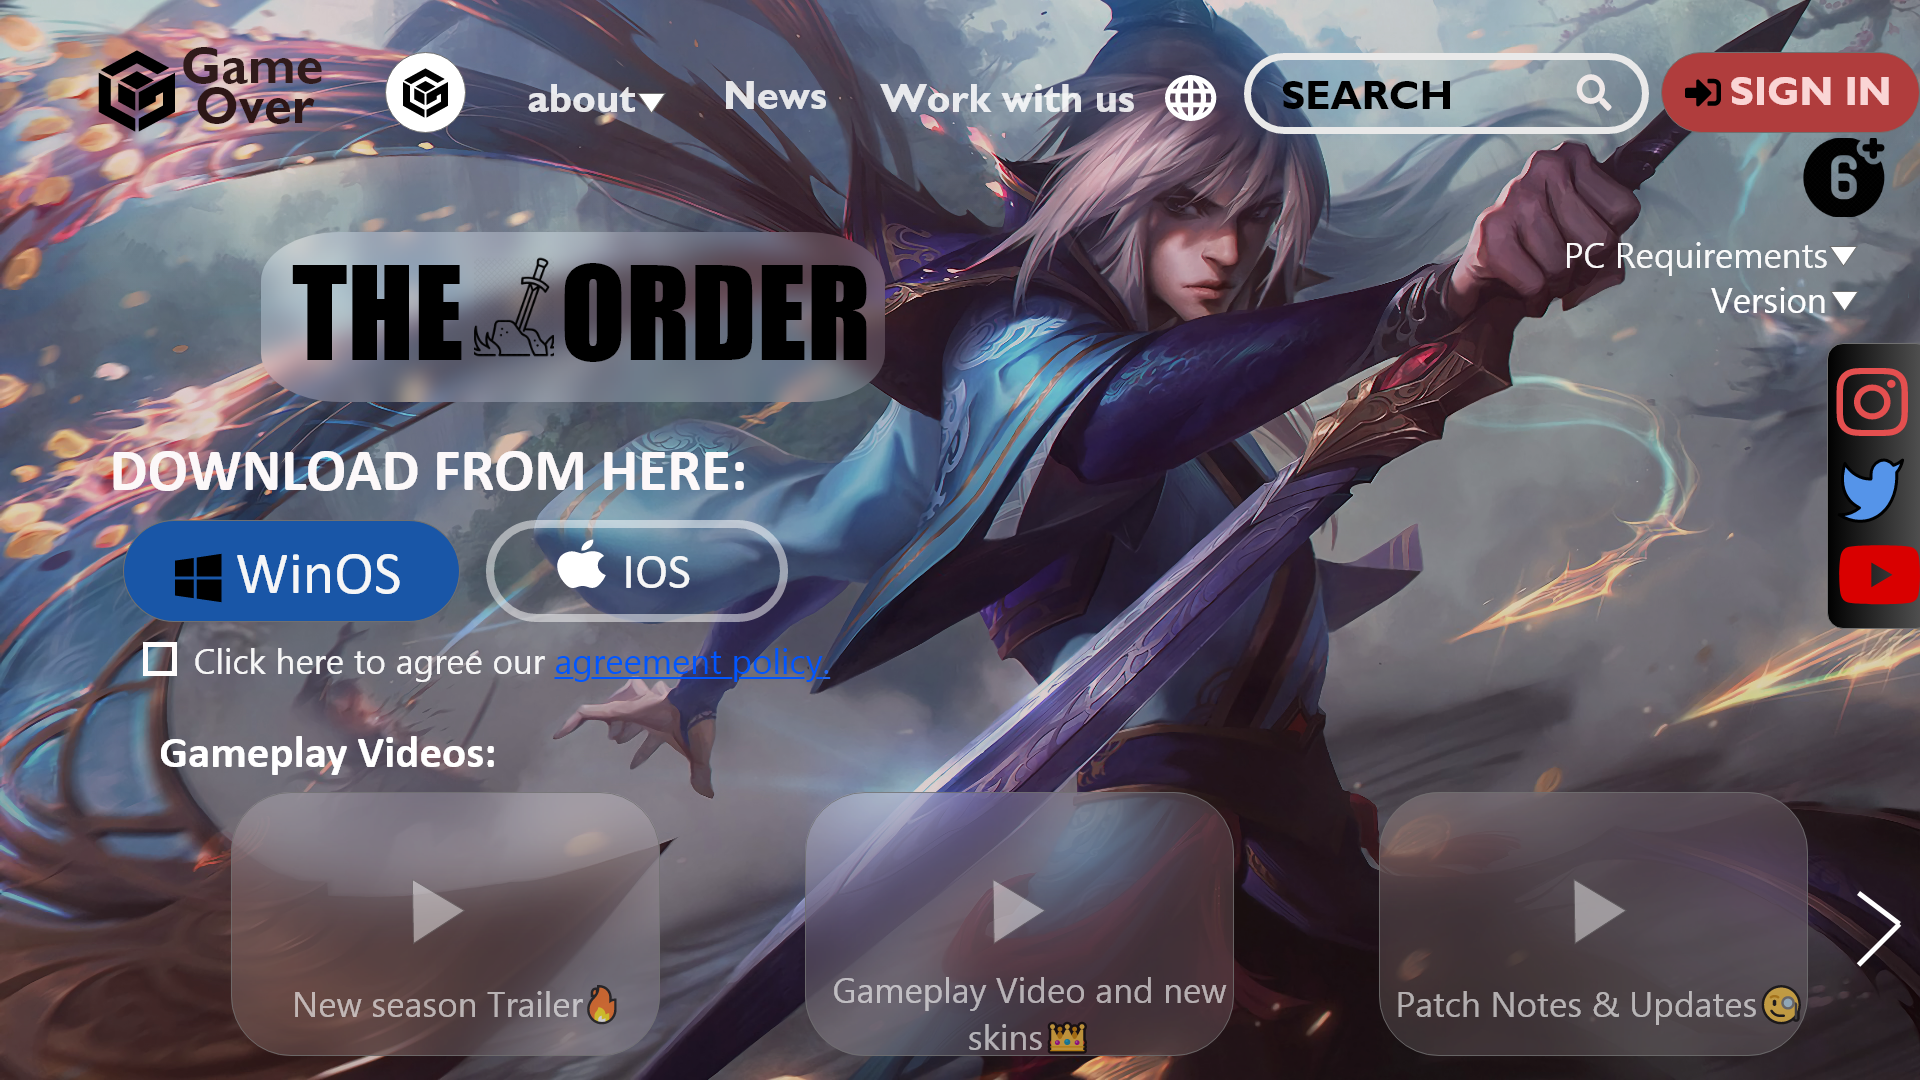 Game
Over
about
News
Work with us
SEARCH
SIGN IN
6+
PC Requirements
Version
THE ORDER
DOWNLOAD FROM HERE:
WinOS
IOS
Click here to agree our agreement policy.
Gameplay Videos:
New season Trailer🔥
Gameplay Video and new
skins👑
Patch Notes & Updates🧐